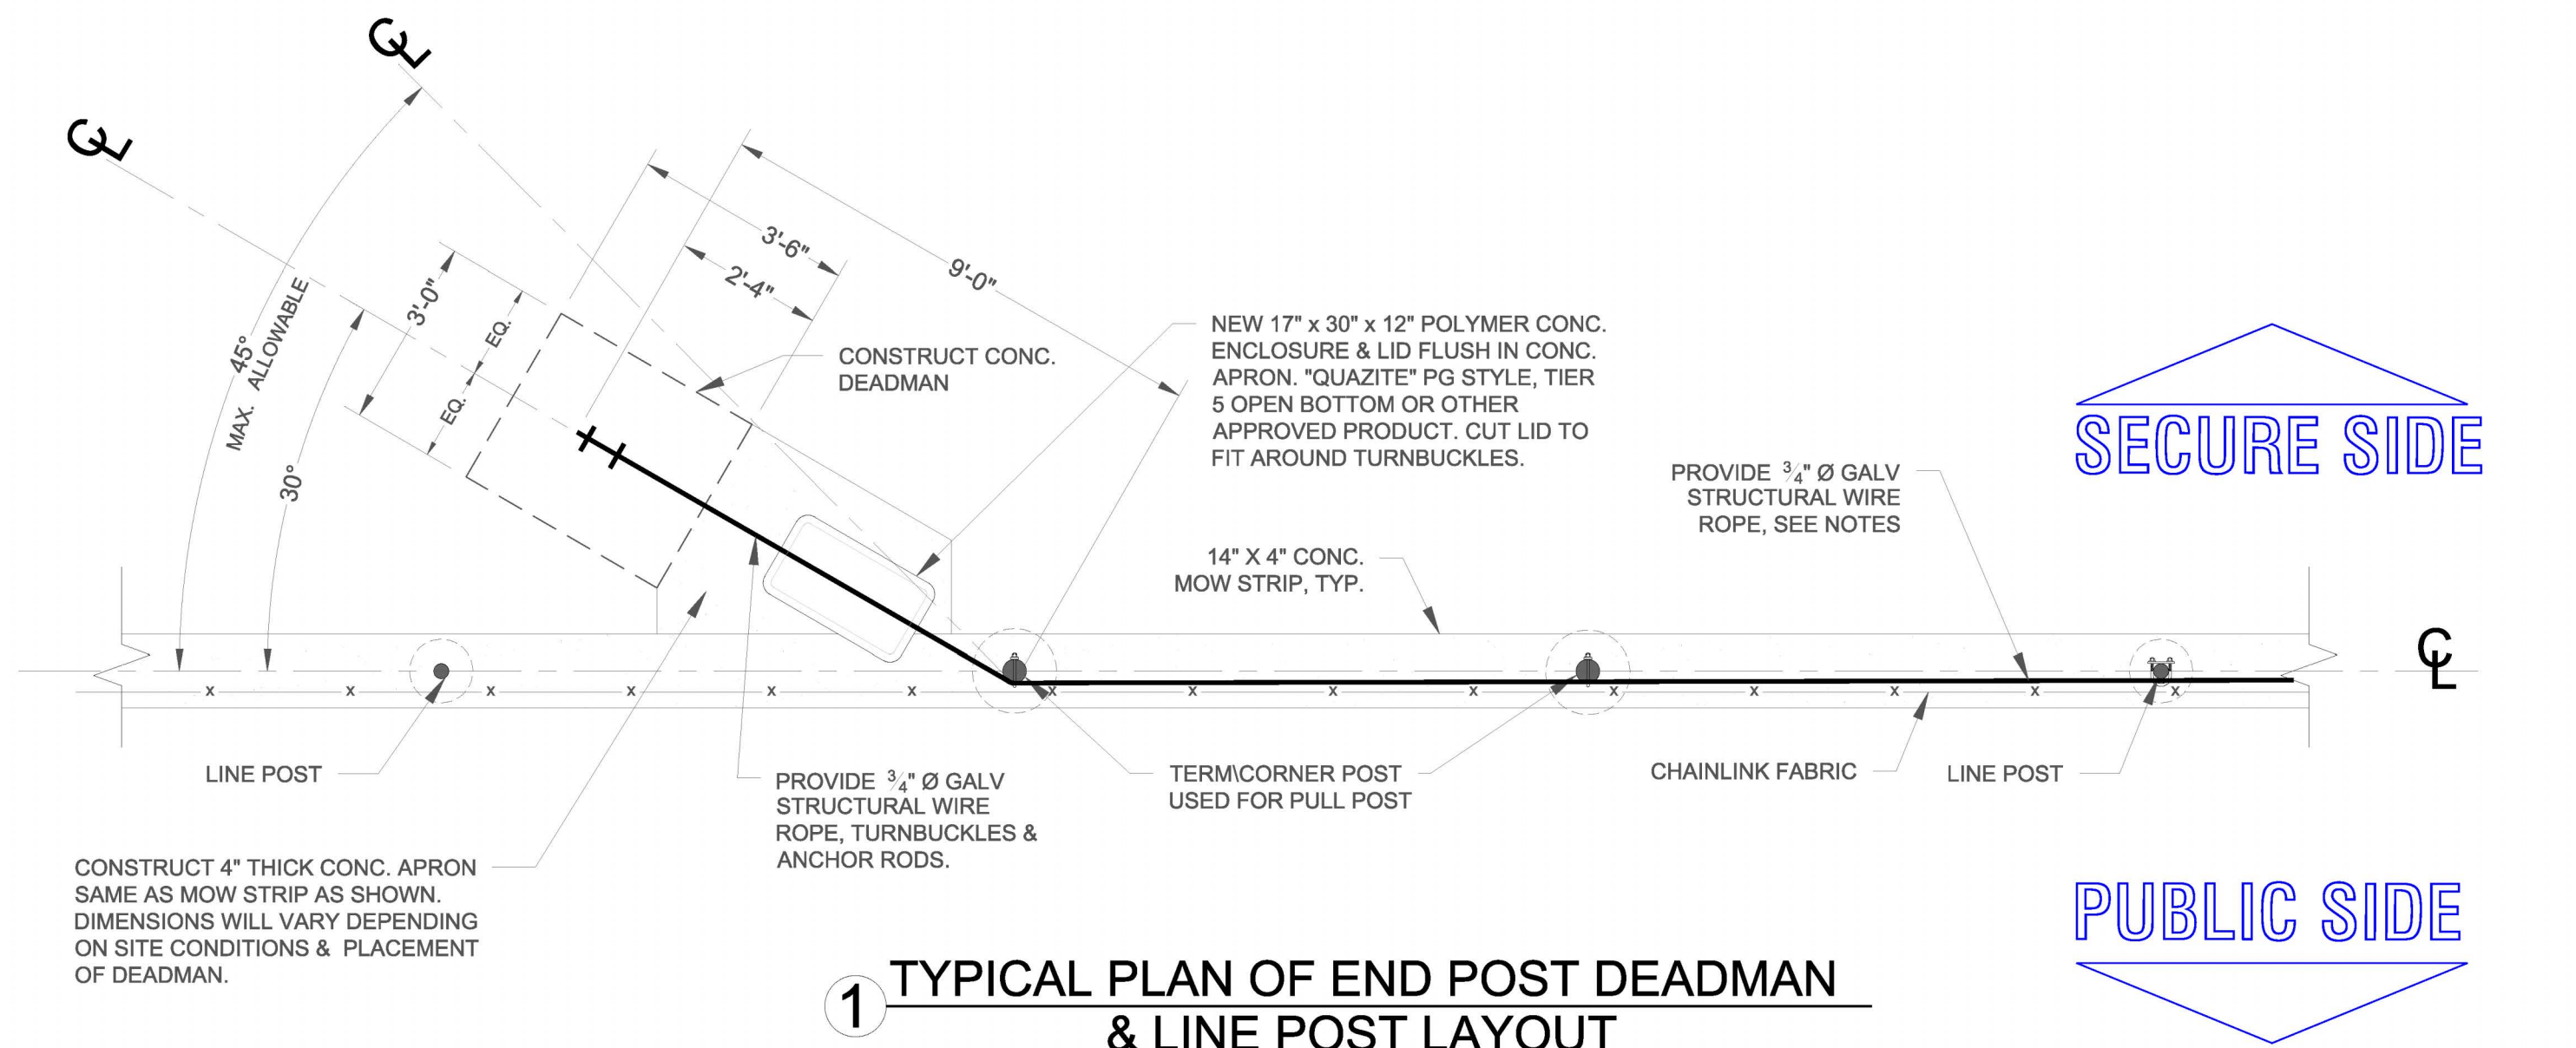 ℄
℄
3'-6"
2'-4"
9'-0"
3'-0"
EQ.
EQ.
45°
MAX. ALLOWABLE
30°
CONSTRUCT CONC.
DEADMAN
NEW 17" x 30" x 12" POLYMER CONC.
ENCLOSURE & LID FLUSH IN CONC.
APRON. "QUAZITE" PG STYLE, TIER
5 OPEN BOTTOM OR OTHER
APPROVED PRODUCT. CUT LID TO
FIT AROUND TURNBUCKLES.
SECURE SIDE
PROVIDE 3/4" Ø GALV
STRUCTURAL WIRE
ROPE, SEE NOTES
14" X 4" CONC.
MOW STRIP, TYP.
℄
x x x x x x x x x x x x x x x
LINE POST
PROVIDE 3/4" Ø GALV
STRUCTURAL WIRE
ROPE, TURNBUCKLES &
ANCHOR RODS.
TERM\CORNER POST
USED FOR PULL POST
CHAINLINK FABRIC
LINE POST
CONSTRUCT 4" THICK CONC. APRON
SAME AS MOW STRIP AS SHOWN.
DIMENSIONS WILL VARY DEPENDING
ON SITE CONDITIONS & PLACEMENT
OF DEADMAN.
PUBLIC SIDE
1 TYPICAL PLAN OF END POST DEADMAN
& LINE POST LAYOUT